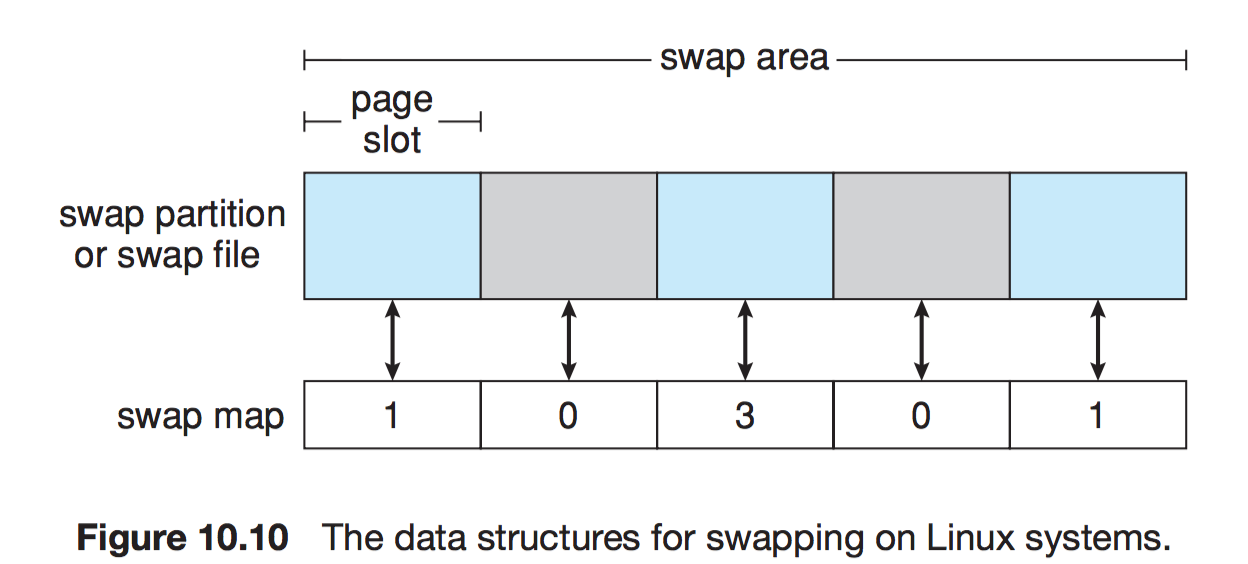 swap area
page
slot
swap partition
or swap file
swap map
1 0 3 0 1
Figure 10.10 The data structures for swapping on Linux systems.